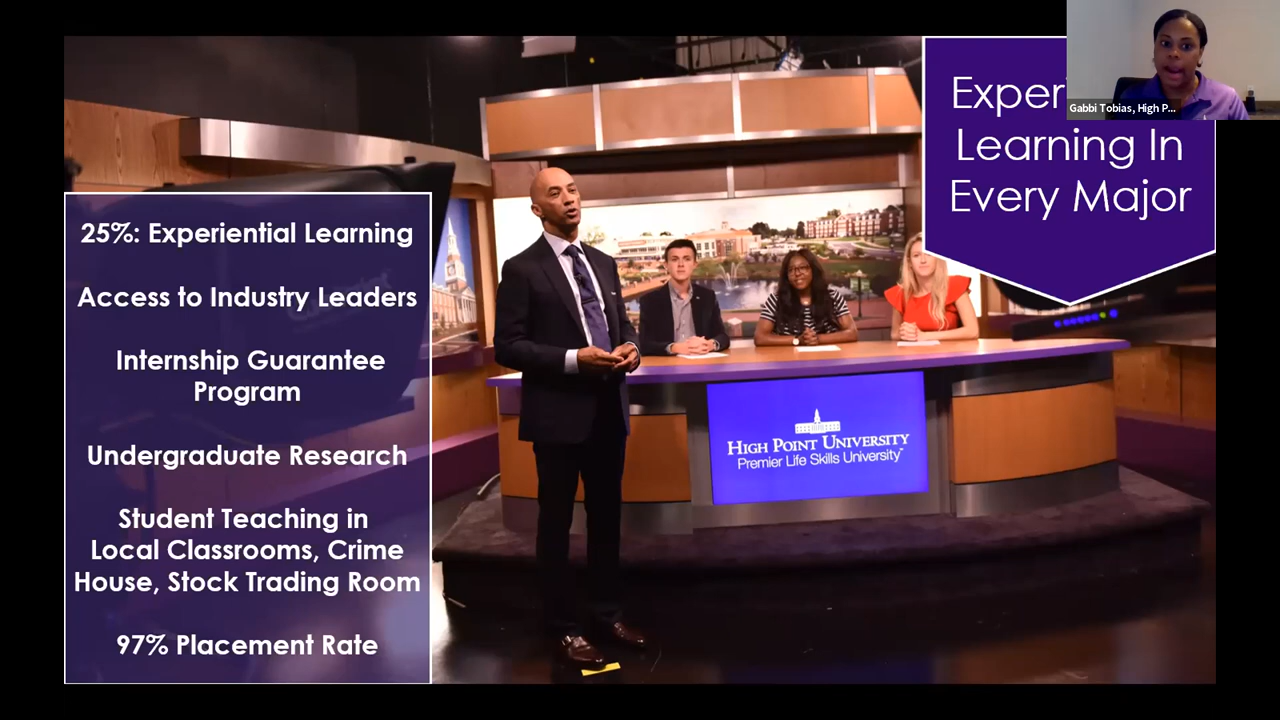 25%: Experiential Learning
Access to Industry Leaders
Internship Guarantee
Program
Undergraduate Research
Student Teaching in
Local Classrooms, Crime
House, Stock Trading Room
97% Placement Rate
HIGH POINT UNIVERSITY
Premier Life Skills University™
Exper
Learning In
Every Major
Gabbi Tobias, High P...